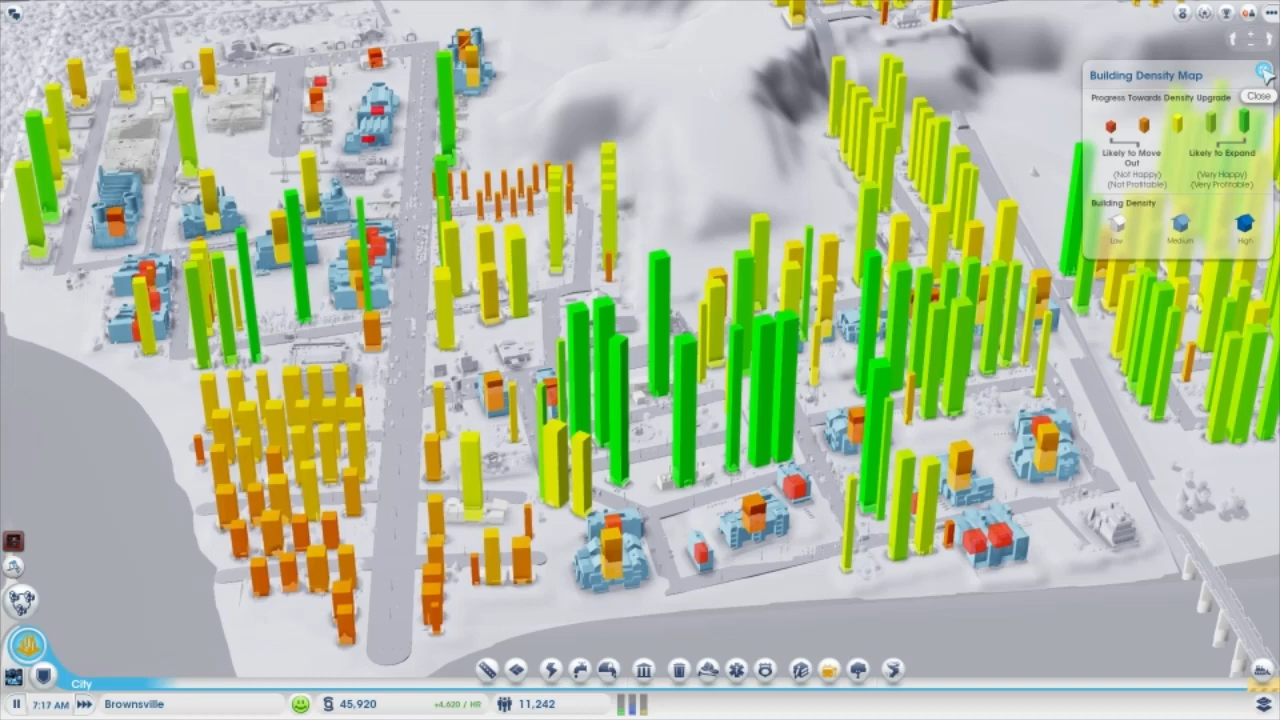 Building Density Map
Close
Progress Towards Density Upgrade
Likely to Move Out
(Not Happy)
(Not Profitable)
Likely to Expand
(Very Happy)
(Very Profitable)
Building Density
Low
Medium
High
City
7:17 AM
Brownsville
45,920
+4,620 / HR
11,242